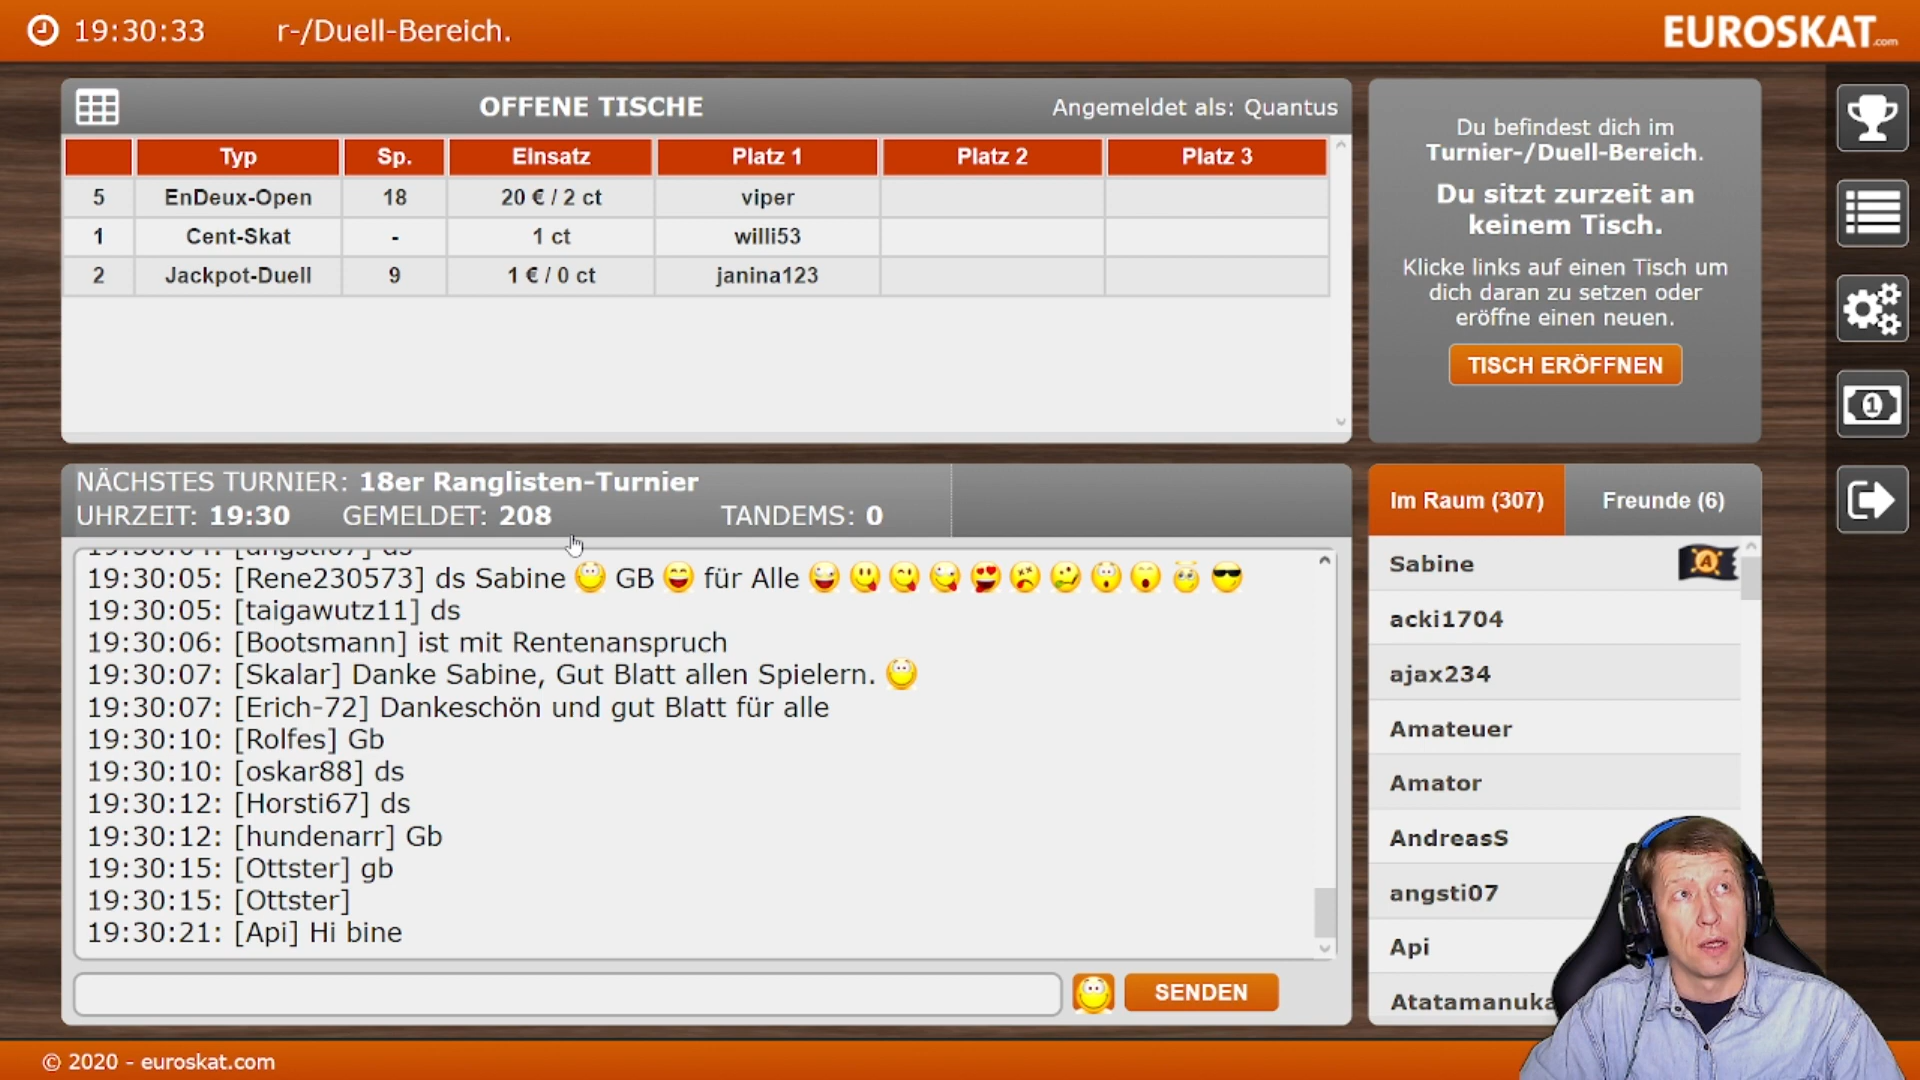 19:30:33
r-/Duell-Bereich.
EUROSKAT.com
OFFENE TISCHE
Angemeldet als: Quantus
Typ Sp. Einsatz Platz 1 Platz 2 Platz 3
5 EnDeux-Open 18 20 € / 2 ct viper
1 Cent-Skat - 1 ct willi53
2 Jackpot-Duell 9 1 € / 0 ct janina123
Du befindest dich im
Turnier-/Duell-Bereich.
Du sitzt zurzeit an
keinem Tisch.
Klicke links auf einen Tisch um
dich daran zu setzen oder
eröffne einen neuen.
TISCH ERÖFFNEN
NÄCHSTES TURNIER: 18er Ranglisten-Turnier
UHRZEIT: 19:30 GEMELDET: 208 TANDEMS: 0
19:30:05: [Rene230573] ds Sabine GB für Alle
19:30:05: [taigawutz11] ds
19:30:06: [Bootsmann] ist mit Rentenanspruch
19:30:07: [Skalar] Danke Sabine, Gut Blatt allen Spielern.
19:30:07: [Erich-72] Dankeschön und gut Blatt für alle
19:30:10: [Rolfes] Gb
19:30:10: [oskar88] ds
19:30:12: [Horsti67] ds
19:30:12: [hundenarr] Gb
19:30:15: [Ottster] gb
19:30:15: [Ottster]
19:30:21: [Api] Hi bine
SENDEN
Im Raum (307) Freunde (6)
Sabine
A
acki1704
ajax234
Amateuer
Amator
AndreasS
angsti07
Api
Atatamanuka
1
© 2020 - euroskat.com